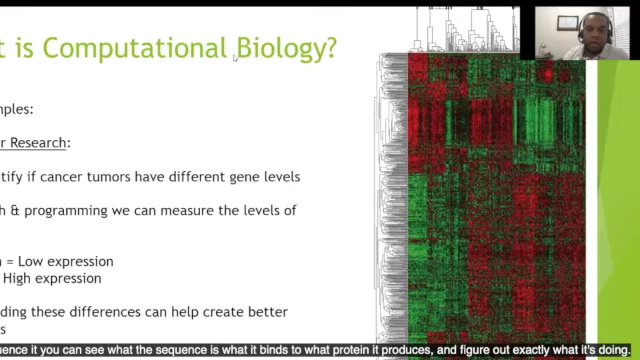 t is Computational Biology?
mples:
r Research:
tify if cancer tumors have different gene levels
h & programming we can measure the levels of
= Low expression
High expression
ding these differences can help create better
s
uence it you can see what the sequence is what it binds to what protein it produces, and figure out exactly what it's doing.